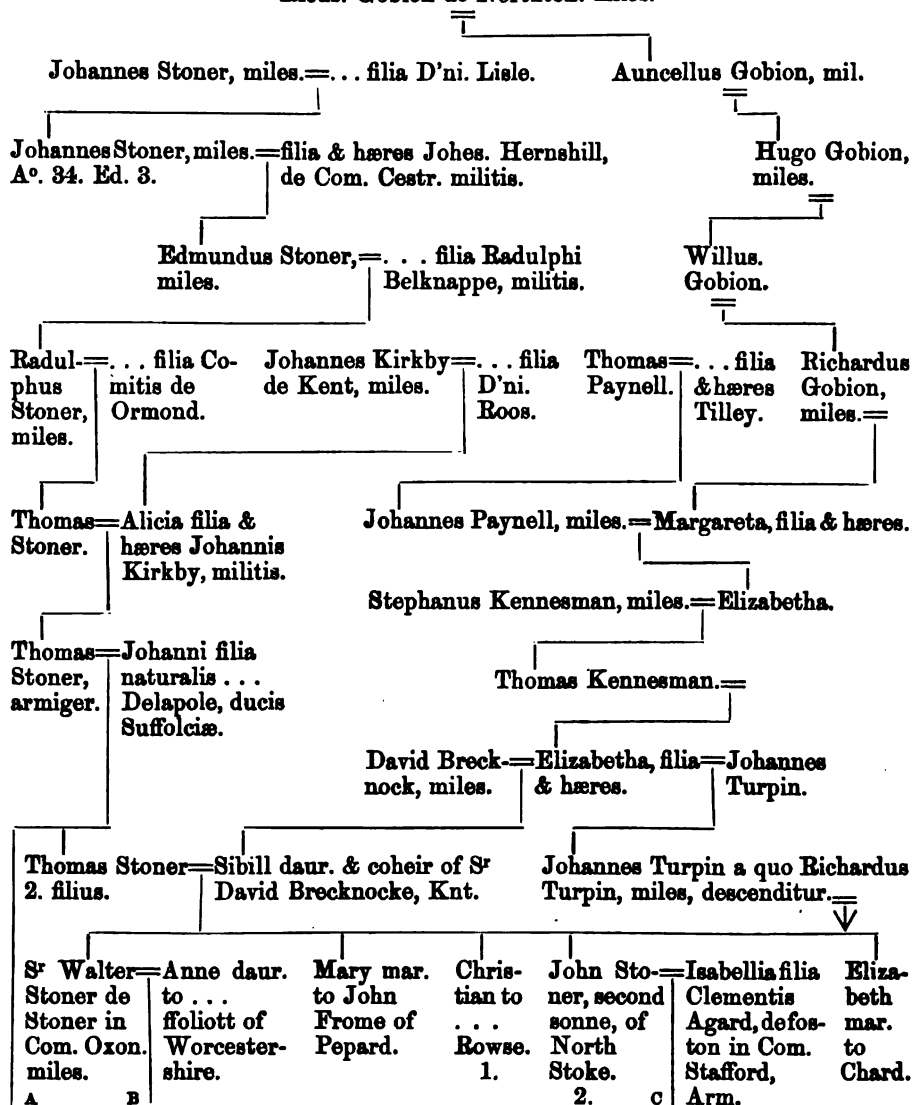 Johannes Stoner, miles.=. . . filia D'ni. Lisle.
Auncellus Gobion, mil.
Johannes Stoner, miles.=filia & hæres Johes. Hernshill,
Aº. 34. Ed. 3.
de Com. Cestr. militis.
Hugo Gobion,
miles.
Edmundus Stoner,=. . . filia Radulphi
miles.
Belknappe, militis.
Willus.
Gobion.
Radul-=. . . filia Co-
phus
mitis de
Stoner,
Ormond.
miles.
Johannes Kirkby=. . . filia
de Kent, miles.
D'ni.
Roos.
Thomas=. . . filia
Paynell.
& hæres
Tilley.
Richardus
Gobion,
miles.=
Thomas=Alicia filia &
Stoner.
hæres Johannis
Kirkby, militis.
Johannes Paynell, miles.=Margareta, filia & hæres.
Stephanus Kennesman, miles.=Elizabetha.
Thomas=Johanni filia
Stoner,
naturalis . . .
armiger.
Delapole, ducis
Suffolciæ.
Thomas Kennesman.=
David Breck-=Elizabetha, filia=Johannes
nock, miles.
& hæres.
Turpin.
Thomas Stoner=Sibill daur. & coheir of Sʳ
2. filius.
David Brecknocke, Knt.
Johannes Turpin a quo Richardus
Turpin, miles, descenditur.=
Sʳ Walter=Anne daur.
Stoner de
to . . .
Stoner in
ffoliott of
Com. Oxon.
Worcester-
miles.
shire.
A B
Mary mar.
to John
Frome of
Pepard.
Chris-
tian to
. . .
Rowse.
1.
John Sto-=Isabellia filia
ner, second
Clementis
sonne, of
Agard, defos-
North
ton in Com.
Stoke.
Stafford,
2. C
Arm.
Eliza-
beth
mar.
to
Chard.